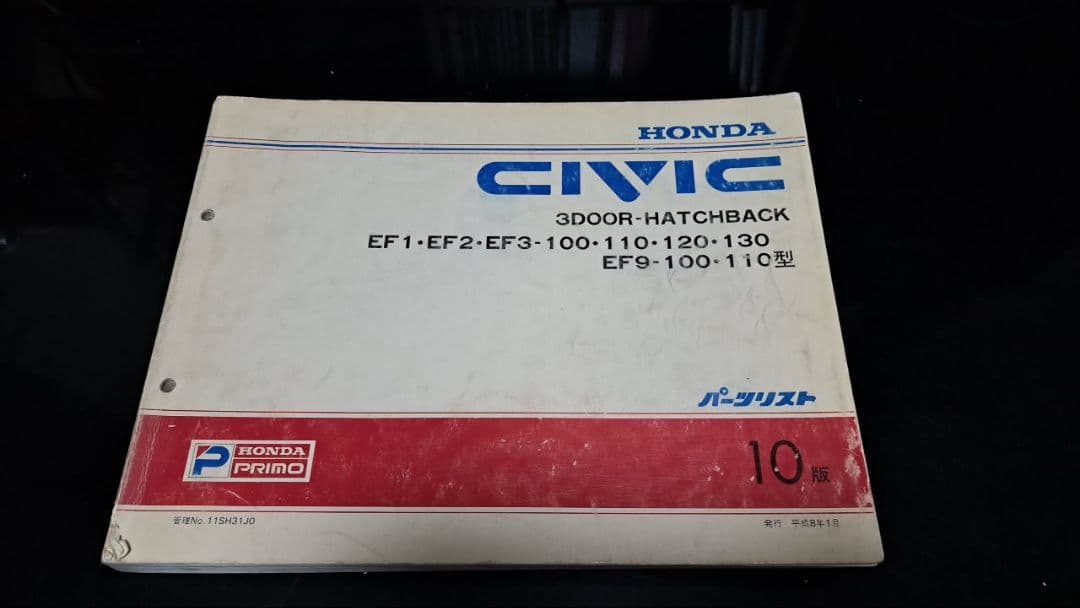 HONDA
CIVIC
3DOOR-HATCHBACK
EF1・EF2・EF3-100・110・120・130
EF9-100・110型
パーツリスト
P HONDA
PRIMO
10版
管理No.11SH31J0
発行 平成8年1月